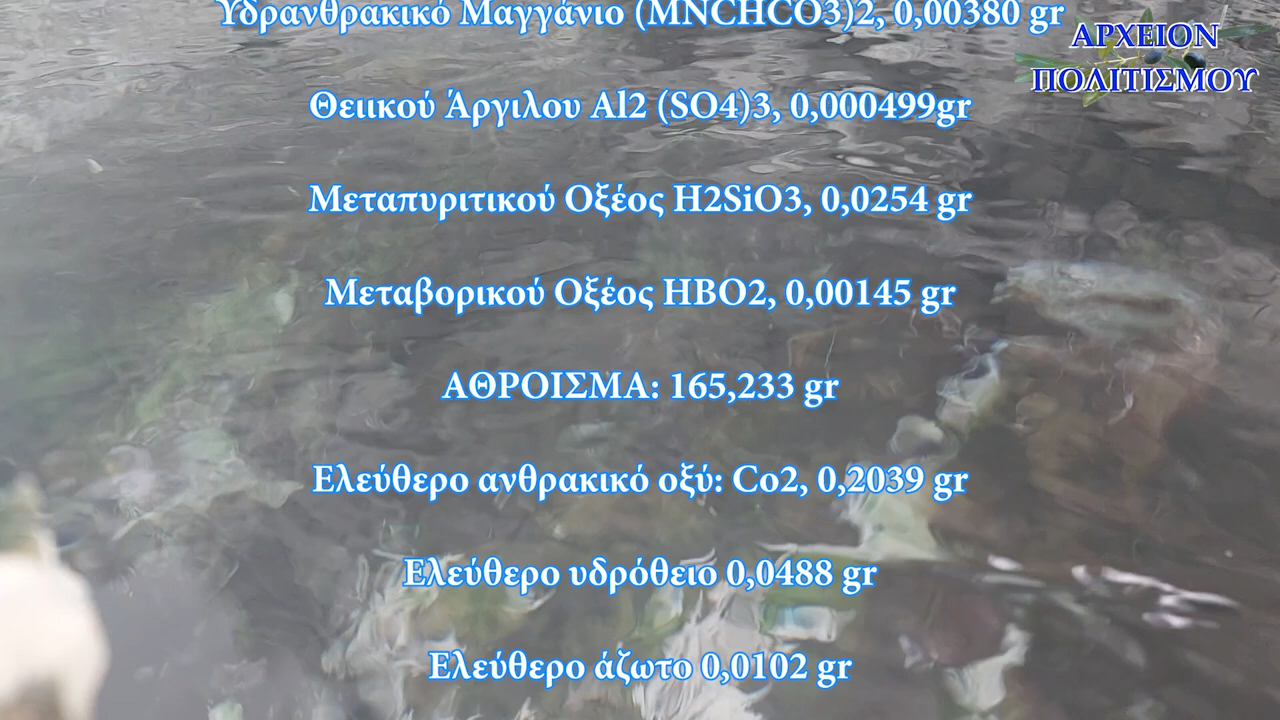 Υδρανθρακικό Μαγγάνιο (MNCHCO3)2, 0,00380 gr
ΑΡΧΕΙΟΝ
ΠΟΛΙΤΙΣΜΟΥ
Θειικού Άργιλου Al2 (SO4)3, 0,000499gr
Μεταπυριτικού Οξέος H2SiO3, 0,0254 gr
Μεταβορικού Οξέος HBO2, 0,00145 gr
ΑΘΡΟΙΣΜΑ: 165,233 gr
Ελεύθερο ανθρακικό οξύ: Co2, 0,2039 gr
Ελεύθερο υδρόθειο 0,0488 gr
Ελεύθερο άζωτο 0,0102 gr